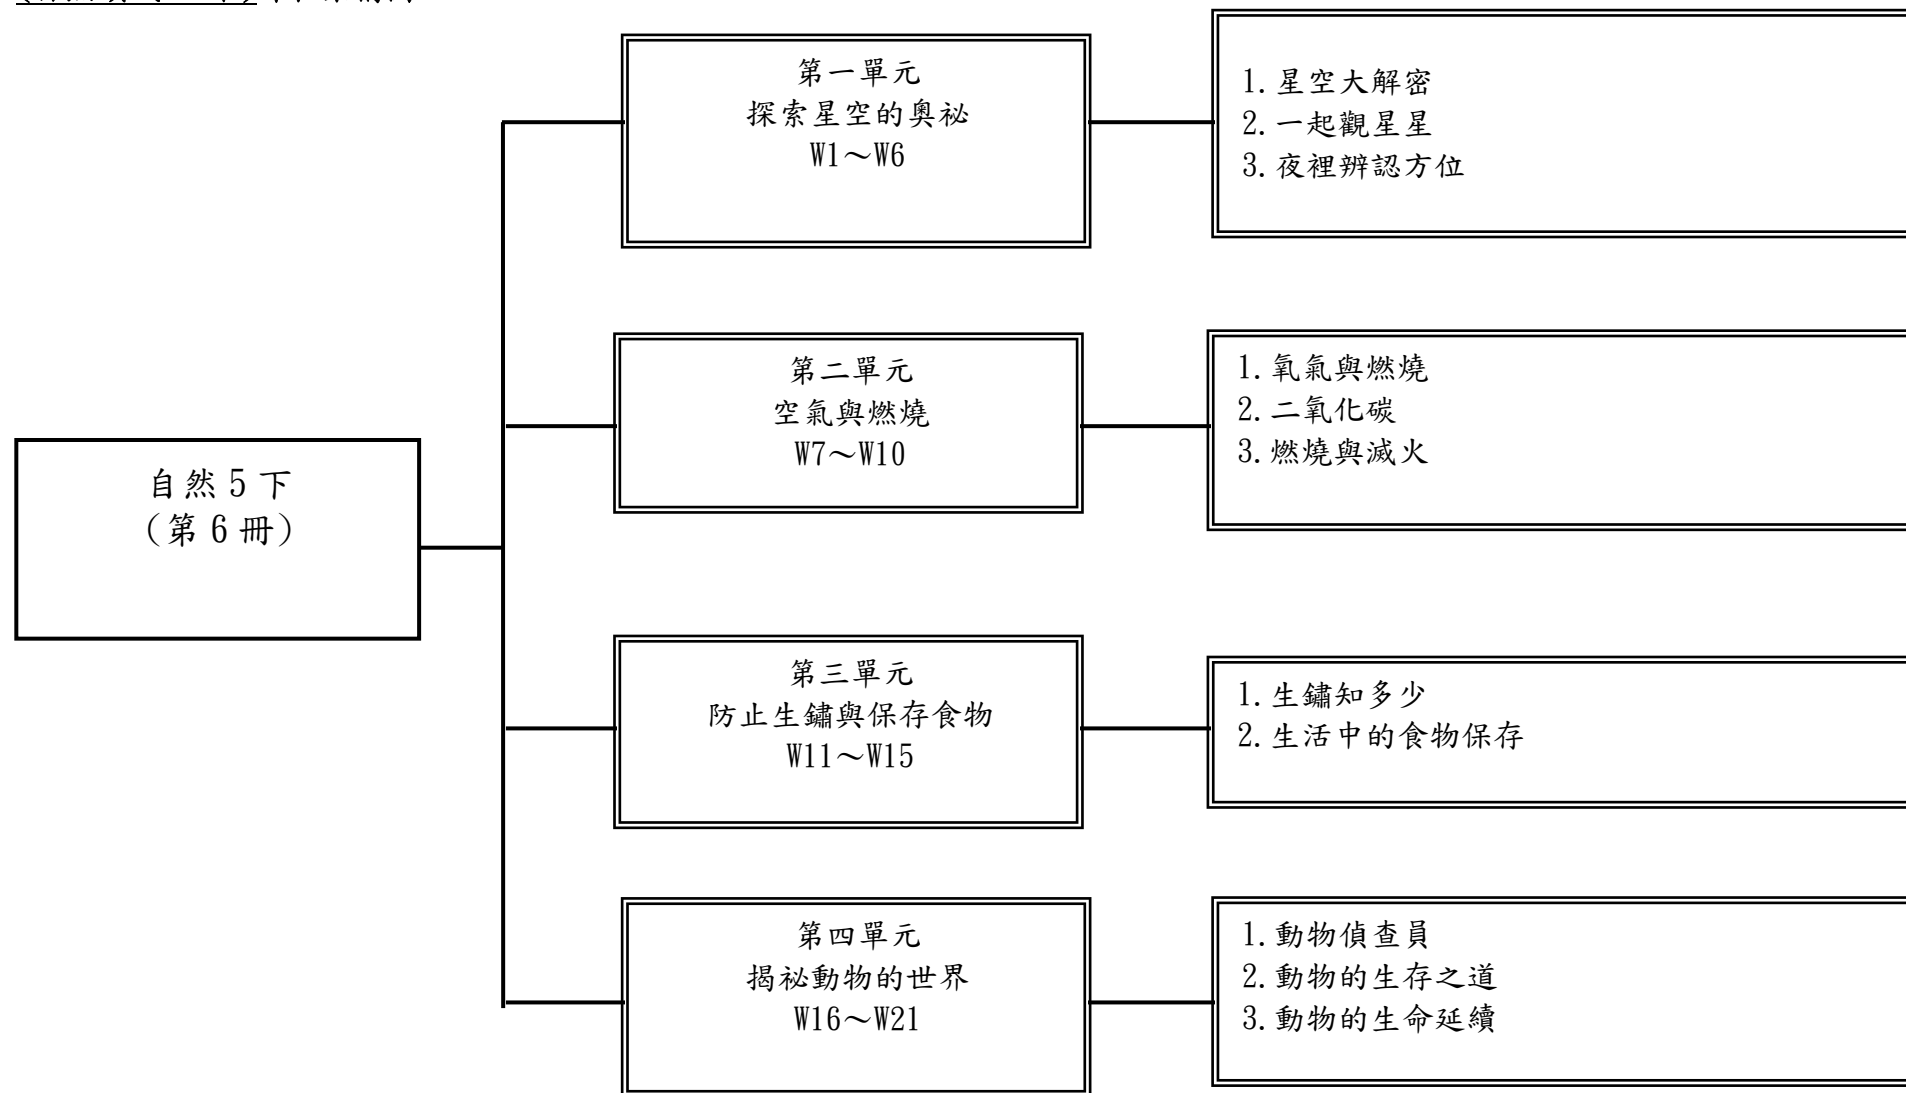 自然 5 下
(第 6 冊)
第一單元
探索星空的奧祕
W1～W6
1.星空大解密
2.一起觀星星
3.夜裡辨認方位
第二單元
空氣與燃燒
W7～W10
1.氧氣與燃燒
2.二氧化碳
3.燃燒與滅火
第三單元
防止生鏽與保存食物
W11～W15
1.生鏽知多少
2.生活中的食物保存
第四單元
揭祕動物的世界
W16～W21
1.動物偵查員
2.動物的生存之道
3.動物的生命延續